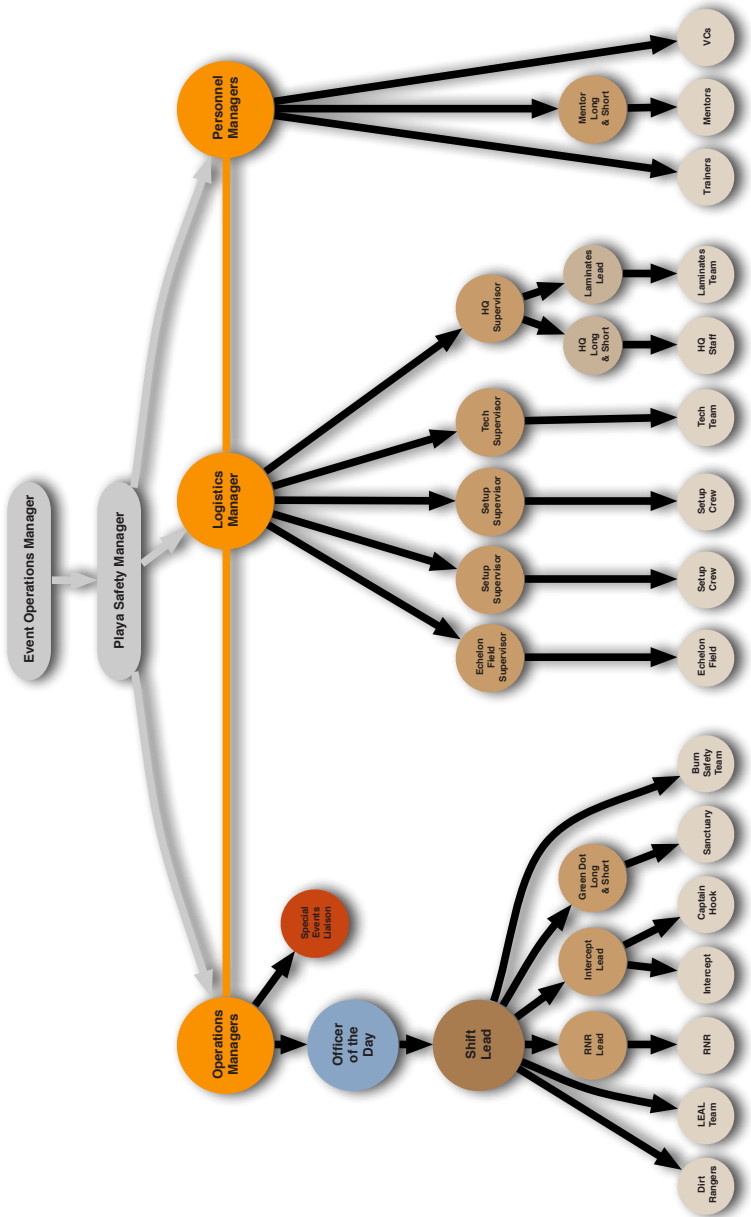 Event Operations Manager
Playa Safety Manager
Operations
Managers
Logistics
Manager
Personnel
Managers
Special
Events
Liaison
Officer
of the
Day
Shift
Lead
Echelon
Field
Supervisor
Setup
Supervisor
Setup
Supervisor
Tech
Supervisor
HQ
Supervisor
RNR
Lead
Intercept
Lead
Green Dot
Long
& Short
HQ
Long
& Short
Laminates
Lead
Mentor
Long
& Short
Dirt
Rangers
LEAL
Team
RNR
Intercept
Captain
Hook
Sanctuary
Burn
Safety
Team
Echelon
Field
Setup
Crew
Setup
Crew
Tech
Team
HQ
Staff
Laminates
Team
Trainers
Mentors
VCs